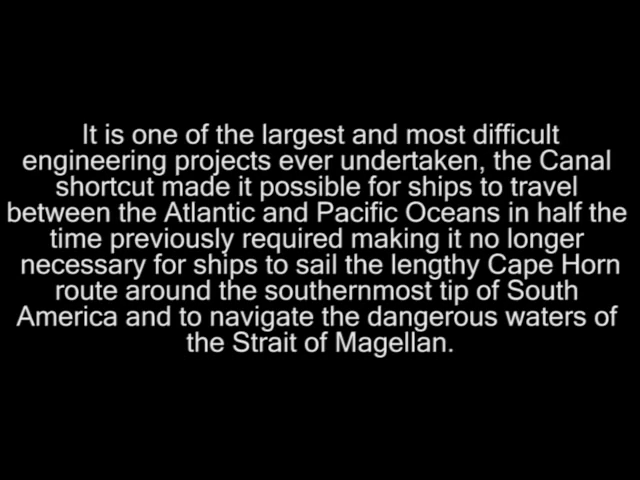 It is one of the largest and most difficult
engineering projects ever undertaken, the Canal
shortcut made it possible for ships to travel
between the Atlantic and Pacific Oceans in half the
time previously required making it no longer
necessary for ships to sail the lengthy Cape Horn
route around the southernmost tip of South
America and to navigate the dangerous waters of
the Strait of Magellan.